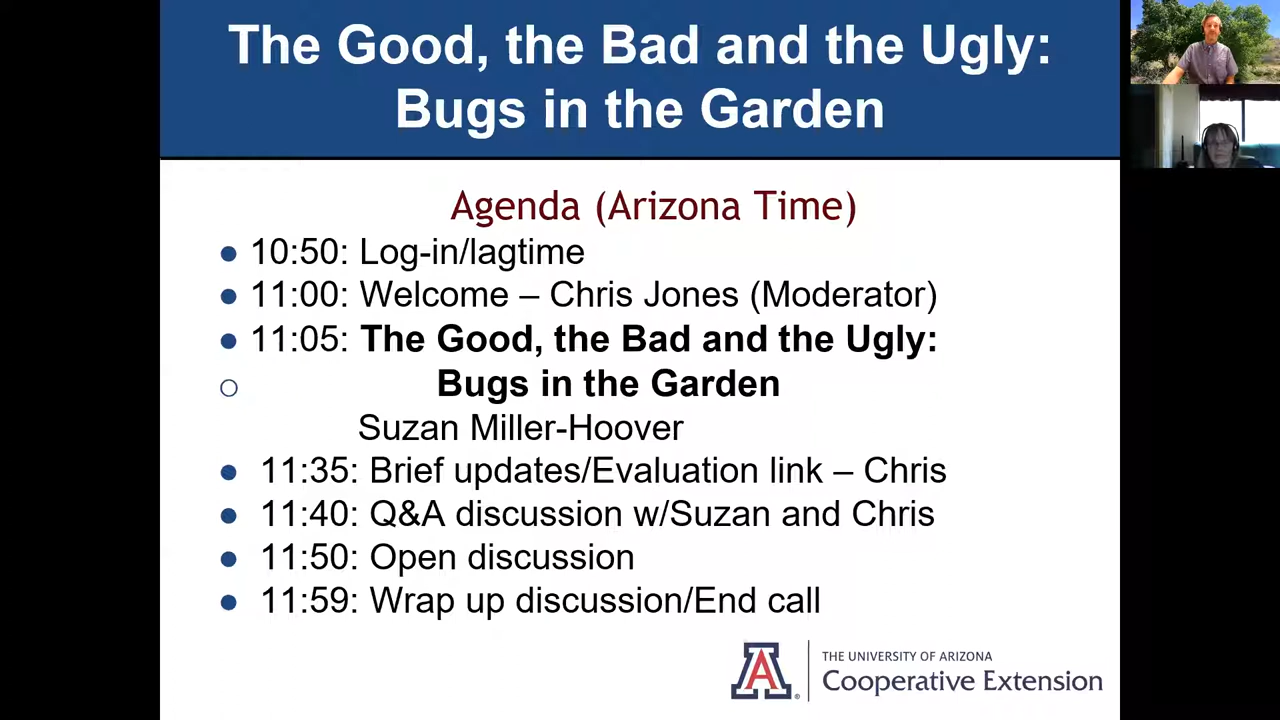 The Good, the Bad and the Ugly:
Bugs in the Garden
Agenda (Arizona Time)
● 10:50: Log-in/lagtime
● 11:00: Welcome – Chris Jones (Moderator)
● 11:05: The Good, the Bad and the Ugly:
○ Bugs in the Garden
Suzan Miller-Hoover
● 11:35: Brief updates/Evaluation link – Chris
● 11:40: Q&A discussion w/Suzan and Chris
● 11:50: Open discussion
● 11:59: Wrap up discussion/End call
A
THE UNIVERSITY OF ARIZONA
Cooperative Extension